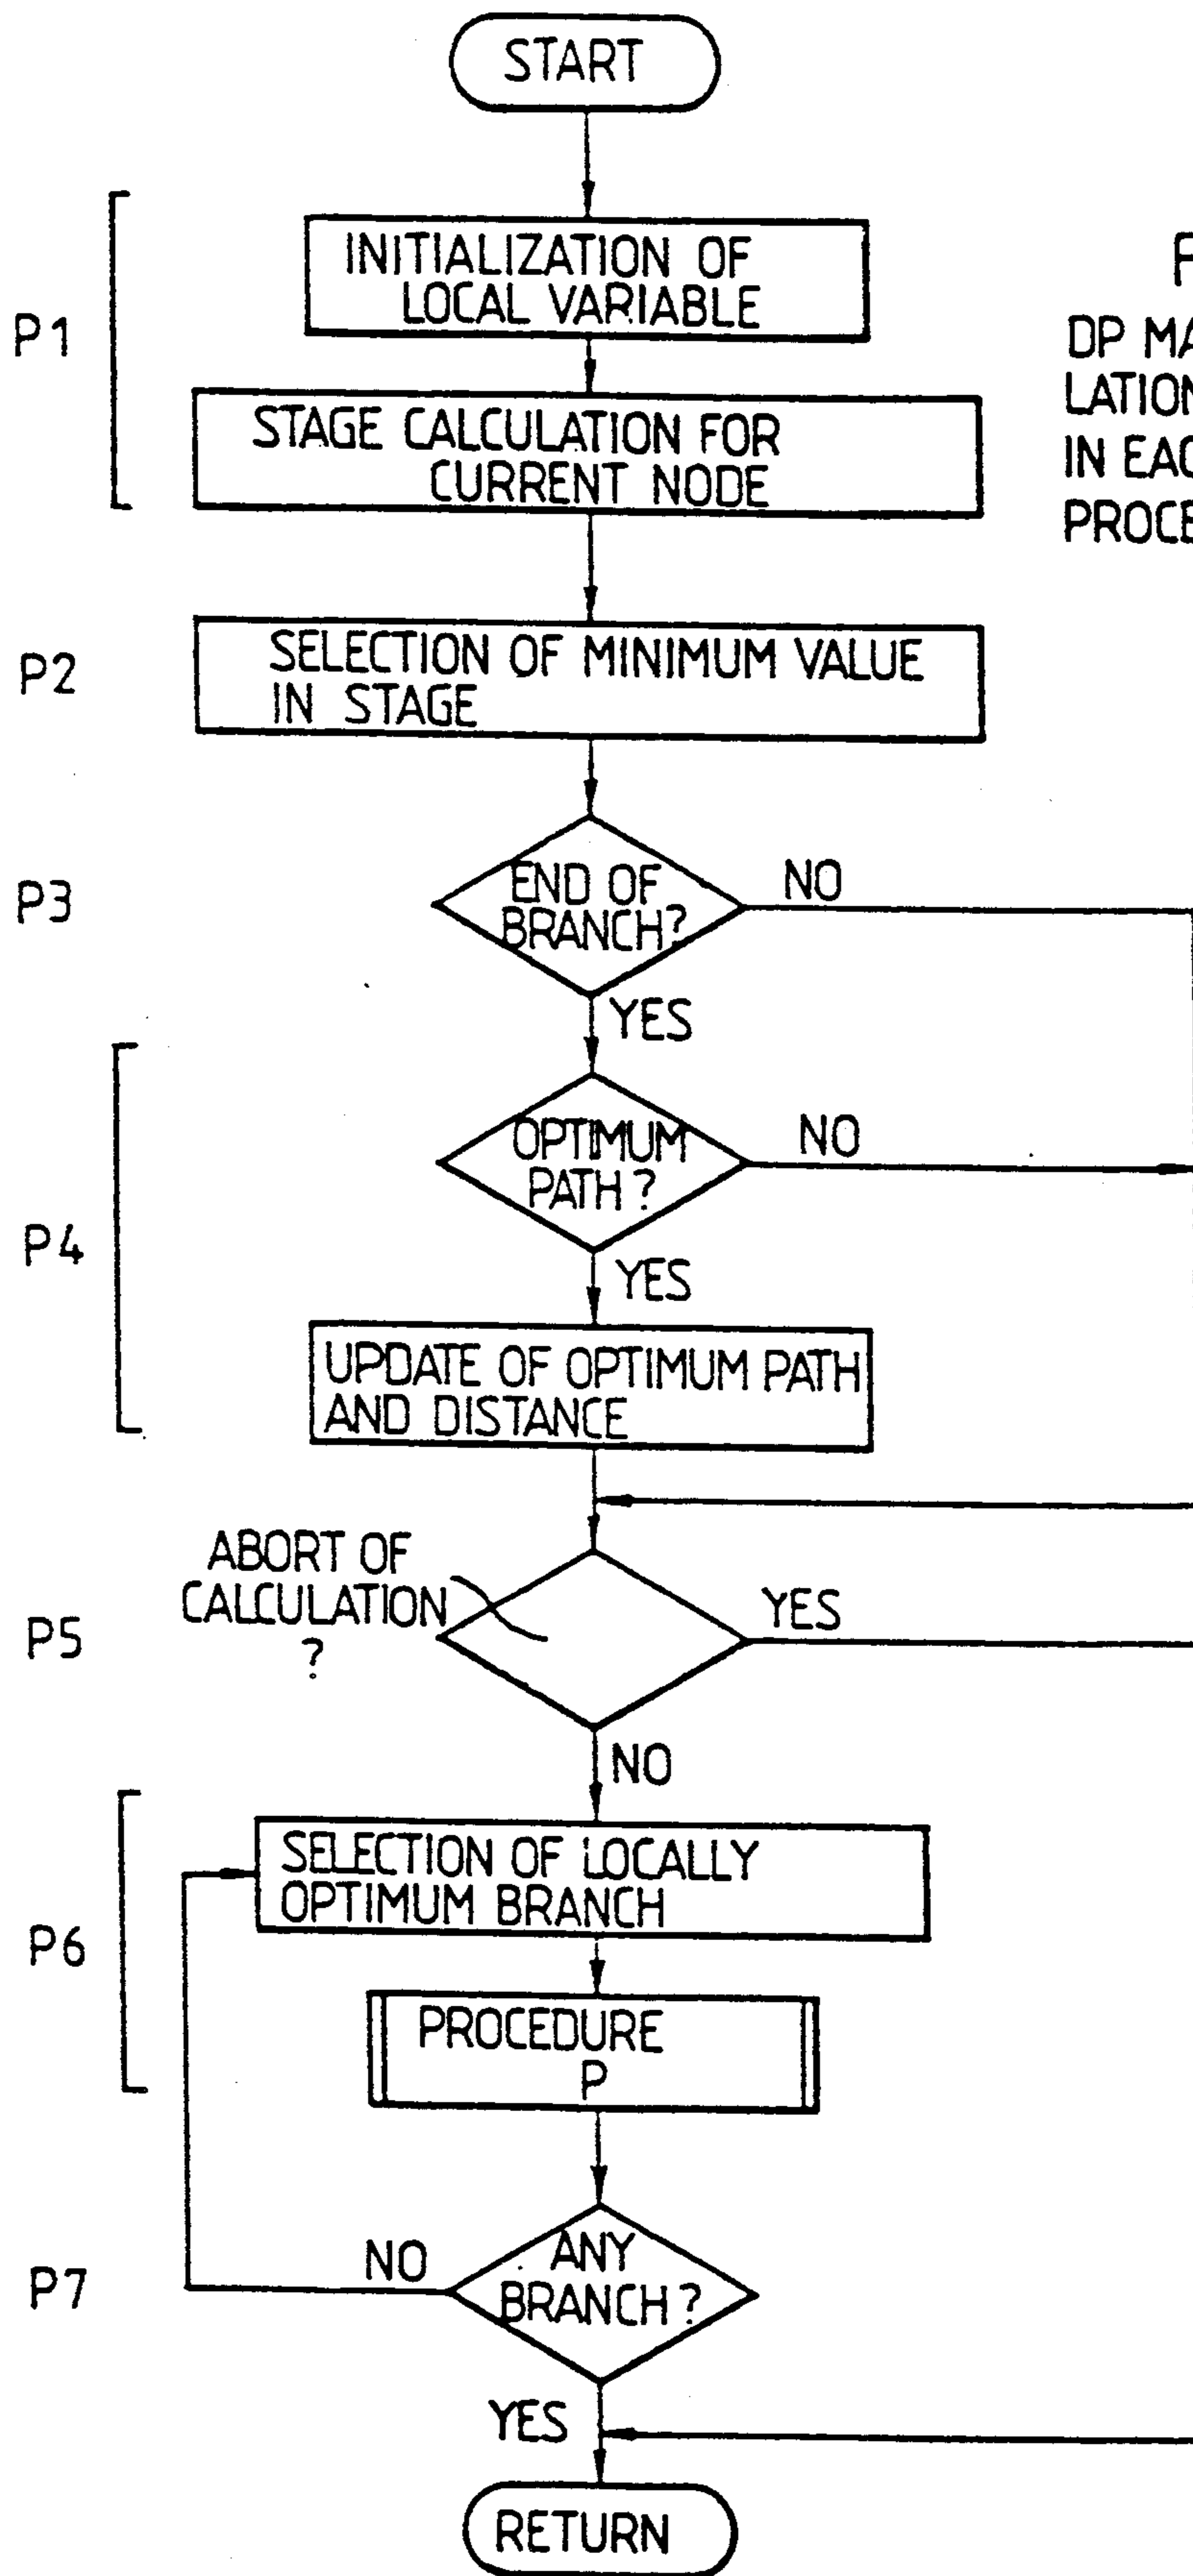 START
P1
INITIALIZATION OF
LOCAL VARIABLE
STAGE CALCULATION FOR
CURRENT NODE
DP MA
LATION
IN EAC
PROCE
P2
SELECTION OF MINIMUM VALUE
IN STAGE
P3
END OF
BRANCH?
NO
YES
P4
OPTIMUM
PATH?
NO
YES
UPDATE OF OPTIMUM PATH
AND DISTANCE
P5
ABORT OF
CALCULATION
?
YES
NO
P6
SELECTION OF LOCALLY
OPTIMUM BRANCH
PROCEDURE
P
P7
NO
ANY
BRANCH?
YES
RETURN